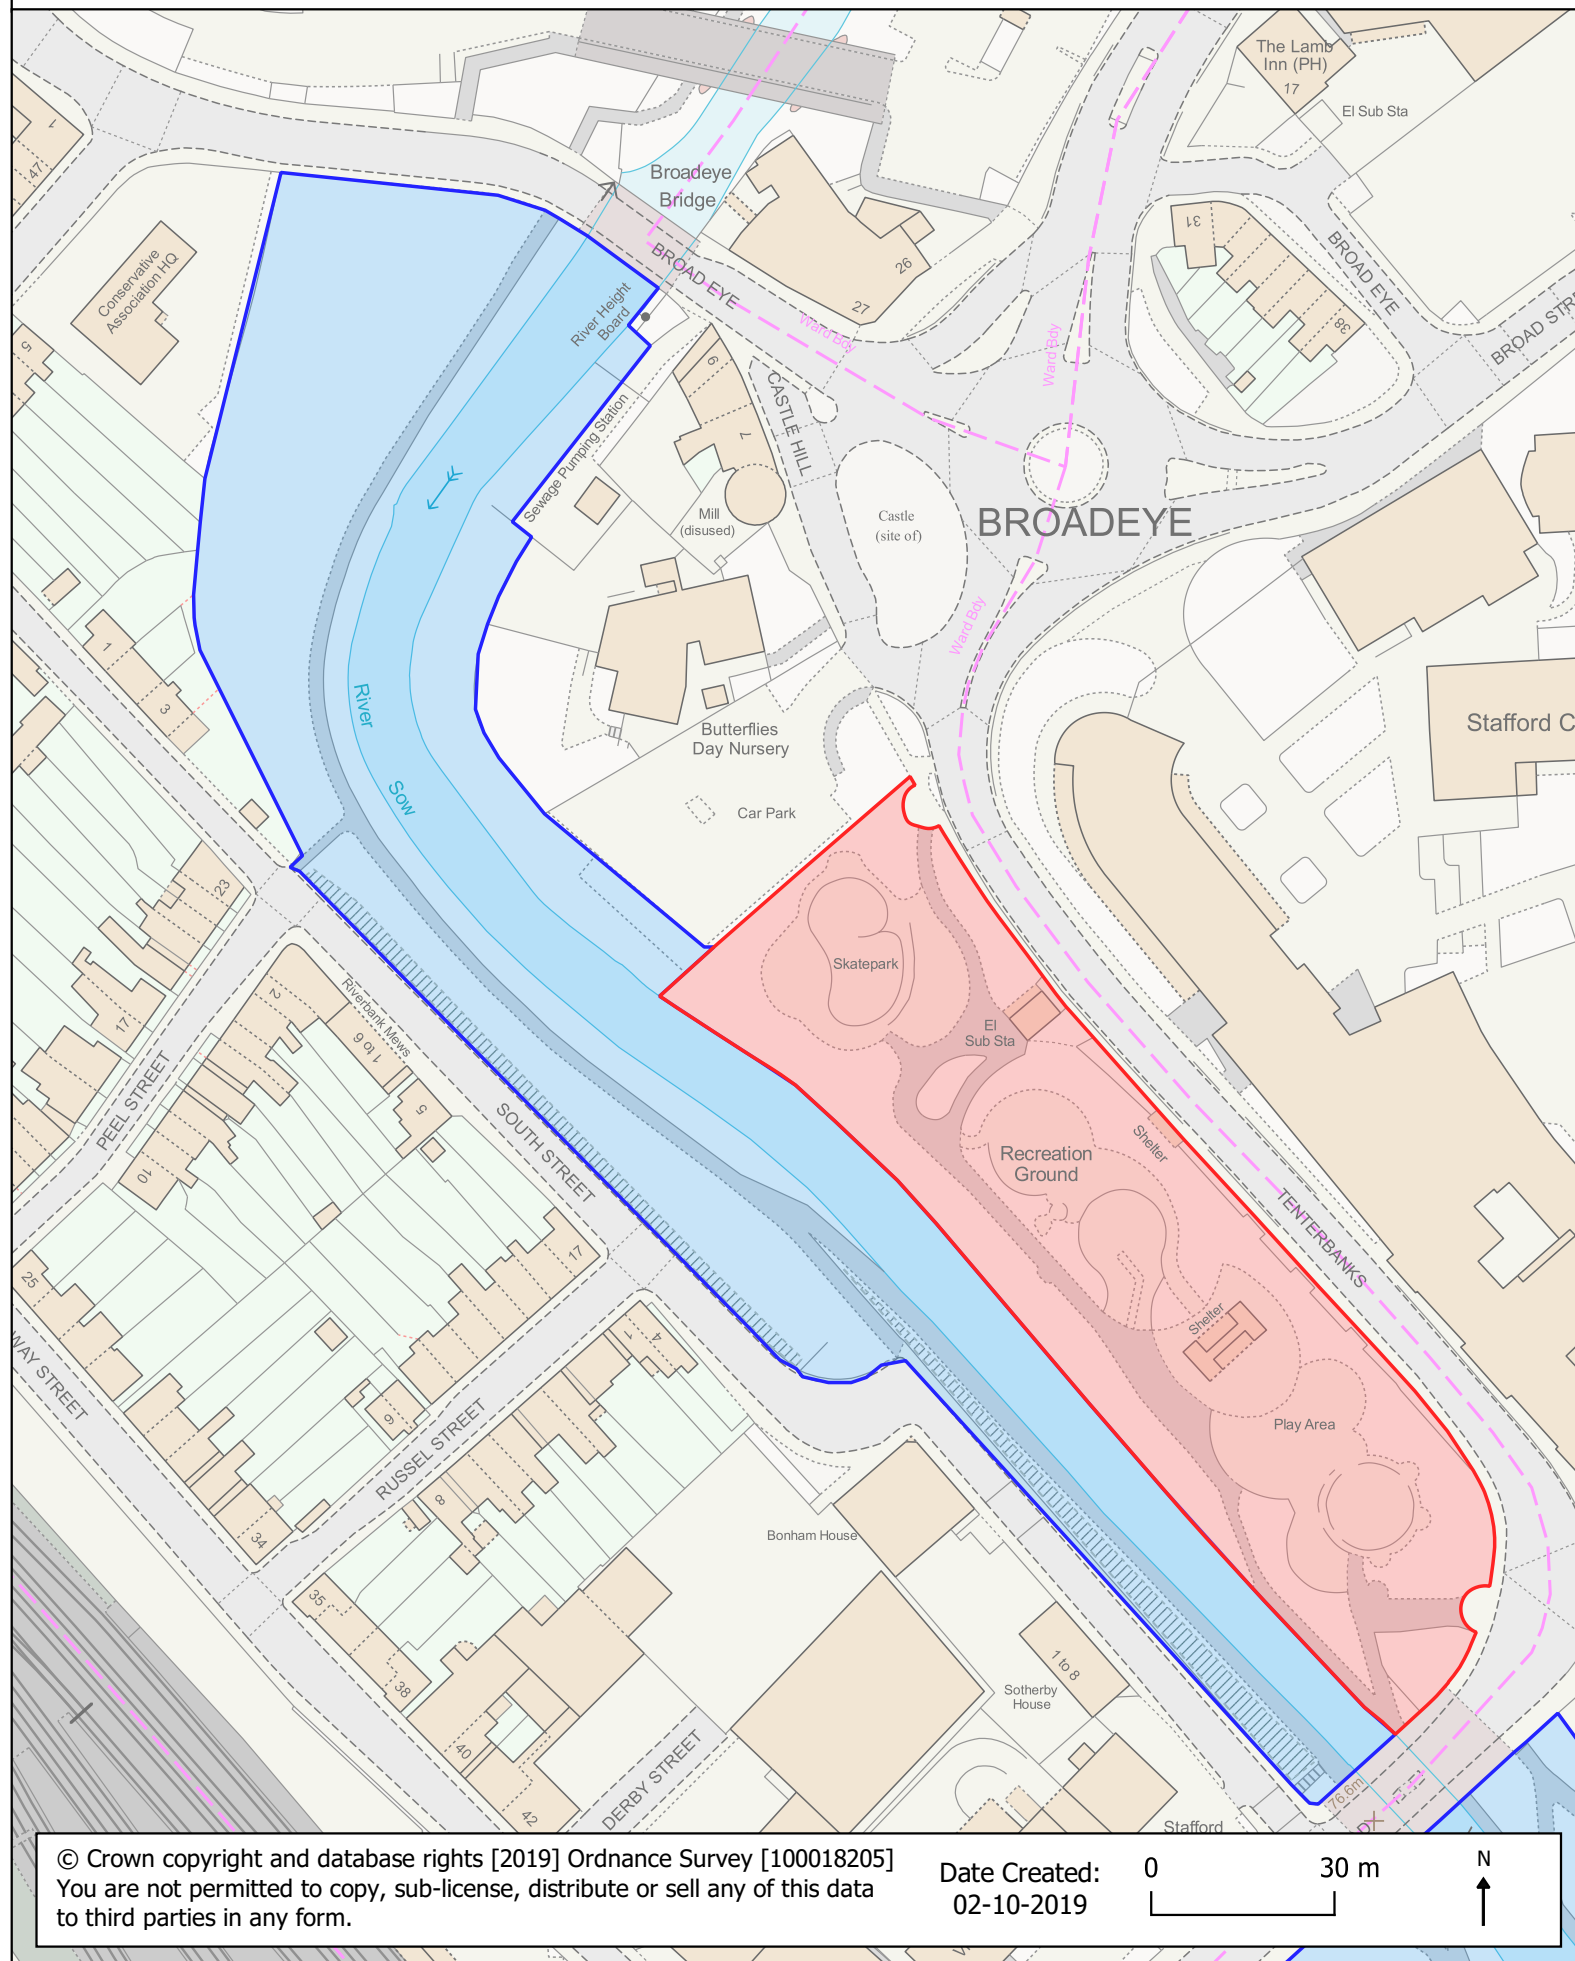 The Lamb
Inn (PH)
17
El Sub Sta
1
47
Broadeye
Bridge
BROAD EYE
Conservative
Association HQ
River Height
Board
26
27
31
38
BROAD EYE
BROAD STR
Ward Bdy
Ward Bdy
Ward Bdy
5
9
7
CASTLE HILL
Sewage Pumping Station
Mill
(disused)
Castle
(site of)
BROADEYE
1
3
River
Sow
Butterflies
Day Nursery
Car Park
Stafford C
23
17
PEEL STREET
2
Riverbank Mews
1 to 6
5
10
SOUTH STREET
Skatepark
El
Sub Sta
Recreation
Ground
Shelter
TENTERBANKS
Shelter
Play Area
25
WAY STREET
17
1
4
6
RUSSEL STREET
8
34
35
38
40
42
DERBY STREET
Bonham House
1 to 8
Sotherby
House
Stafford
76.6m
© Crown copyright and database rights [2019] Ordnance Survey [100018205]
You are not permitted to copy, sub-license, distribute or sell any of this data
to third parties in any form.
Date Created:
02-10-2019
0 30 m
N